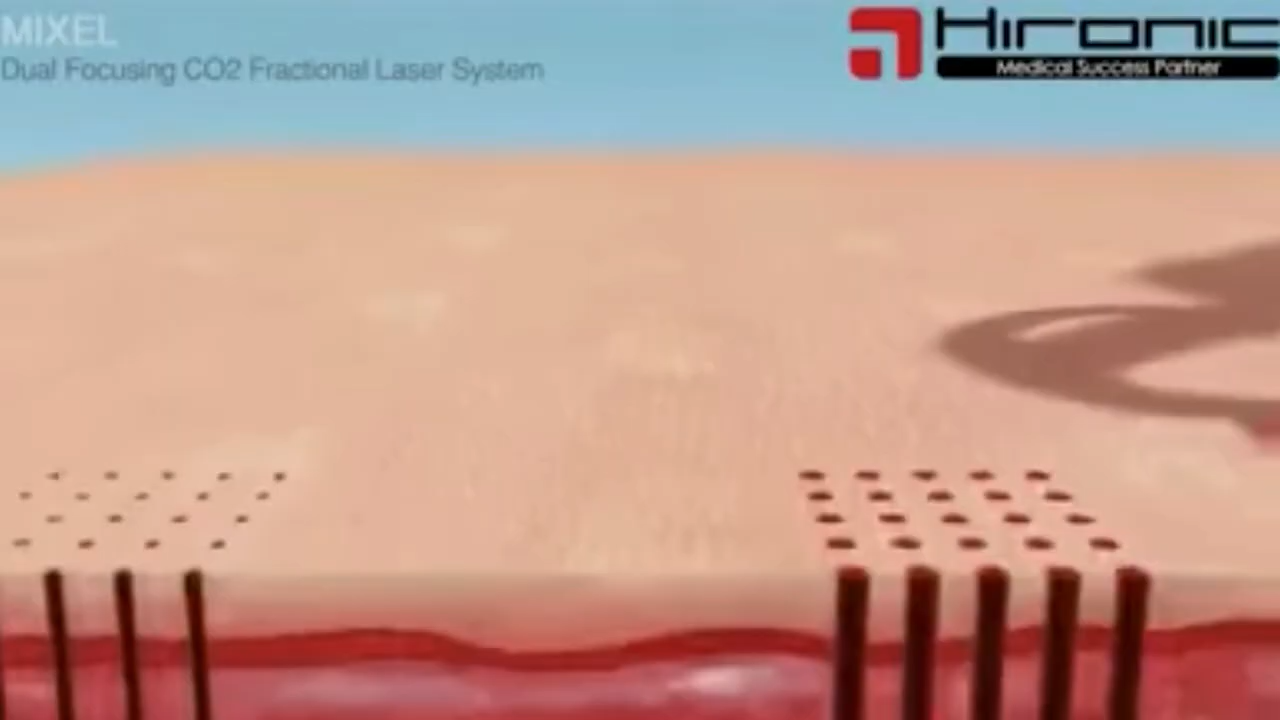 MIXEL
Dual Focusing CO2 Fractional Laser System
Hironic
Medical Success Partner